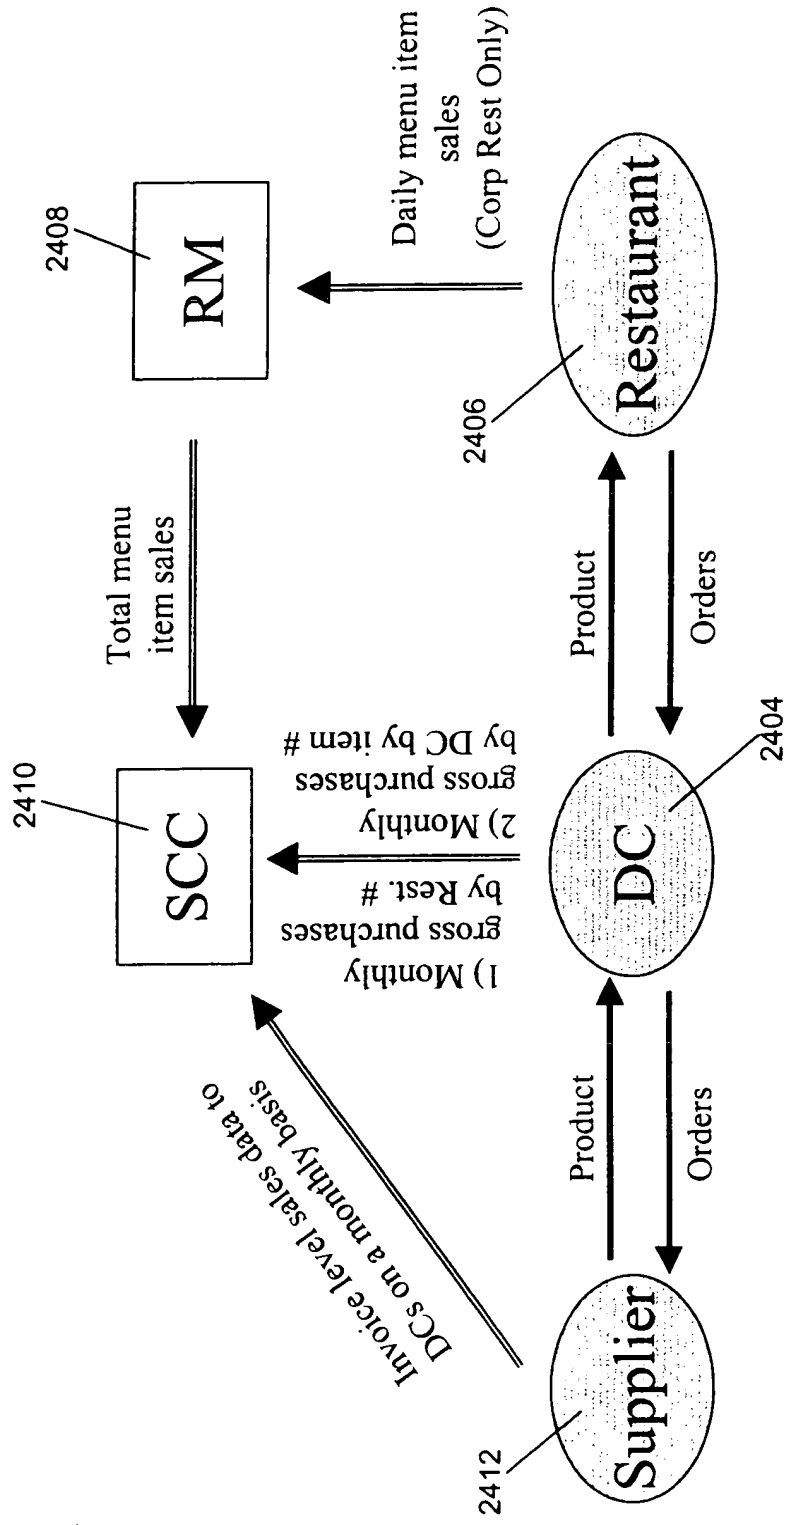 2410
SCC
Total menu
item sales
2408
RM
Invoice level sales data to
DCs on a monthly basis
1) Monthly
gross purchases
by Rest. #
2) Monthly
gross purchases
by DC by item #
Daily menu item
sales
(Corp Rest Only)
2412
Supplier
Product
Orders
DC
2404
Product
Orders
2406
Restaurant